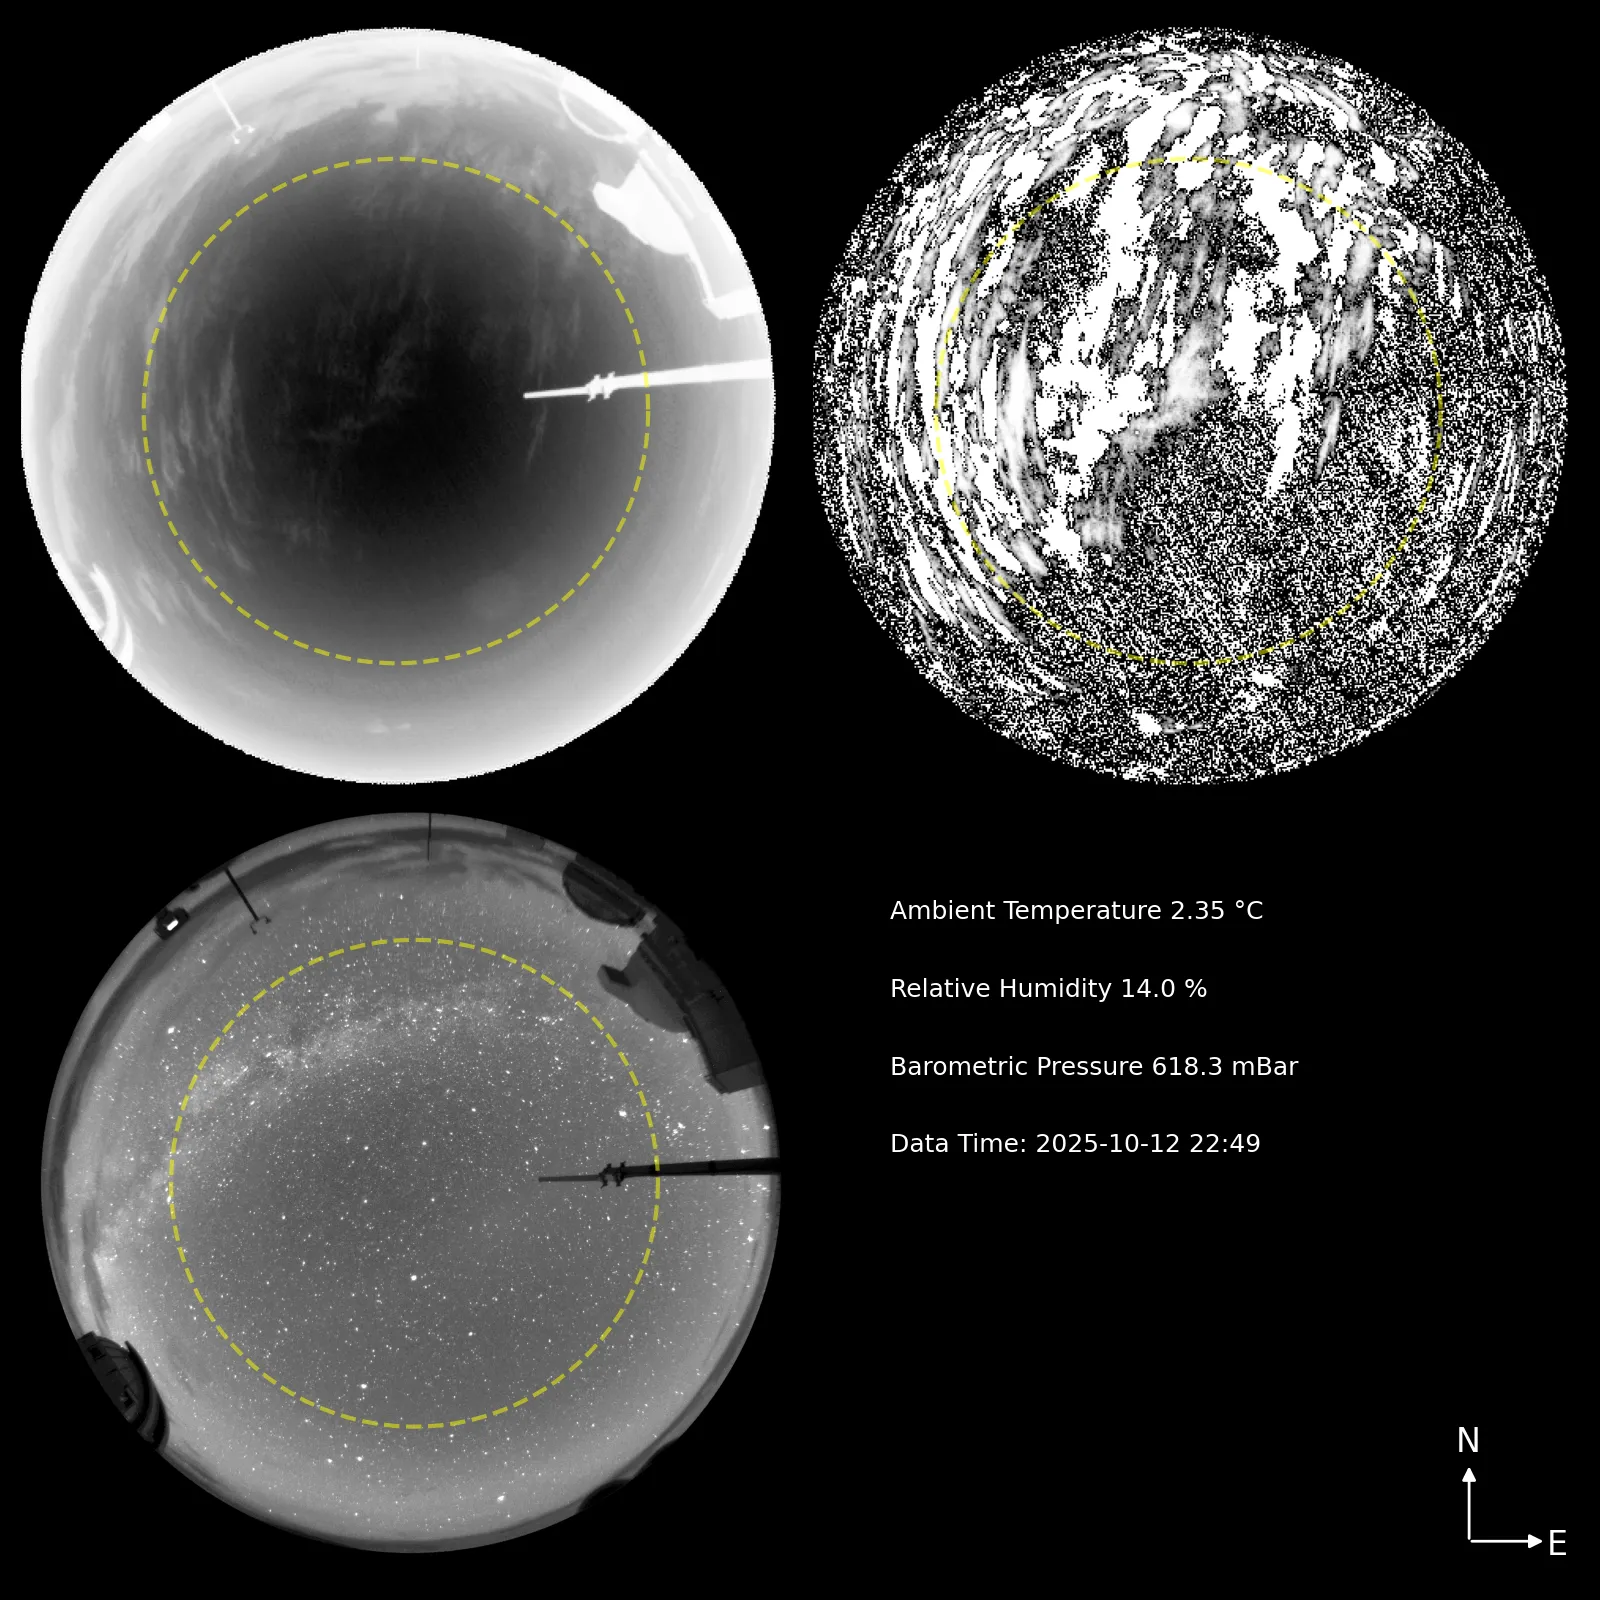 Ambient Temperature 2.35 °C
Relative Humidity 14.0 %
Barometric Pressure 618.3 mBar
Data Time: 2025-10-12 22:49
N
E